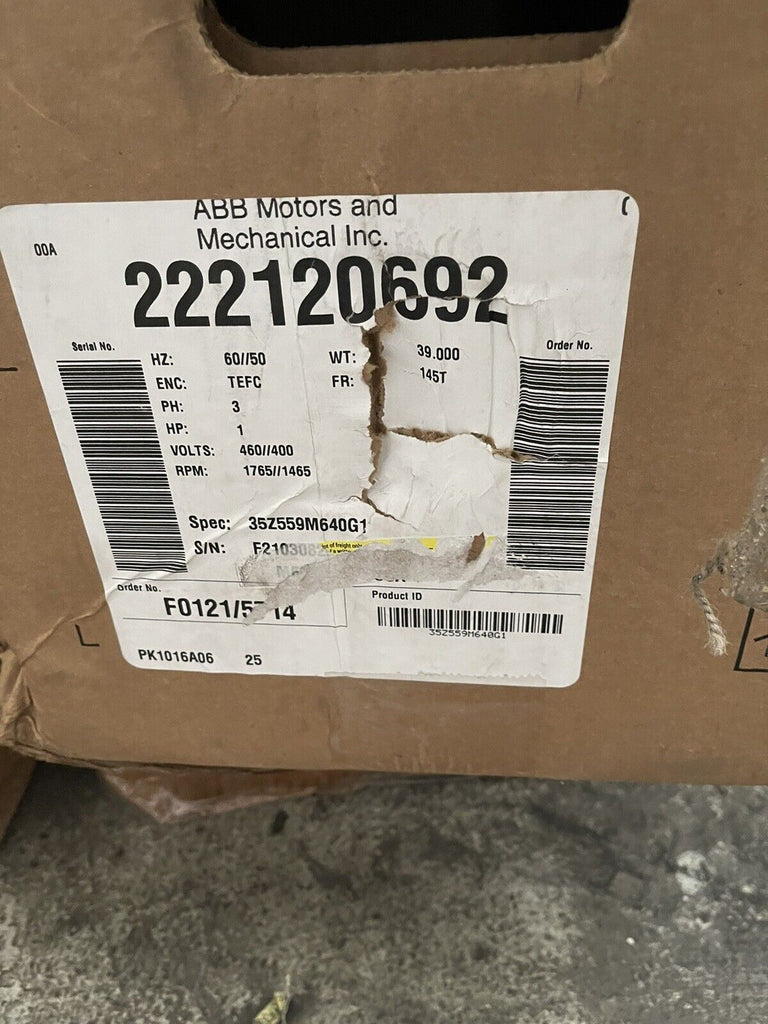 ABB Motors and
Mechanical Inc.
00A
222120692
Serial No.
Order No.
HZ: 60//50 WT: 39.000
ENC: TEFC FR: 145T
PH: 3
HP: 1
VOLTS: 460//400
RPM: 1765//1465
Spec: 35Z559M640G1
S/N:
Order No.
Product ID
35Z559M640G1
PK1016A06 25
L